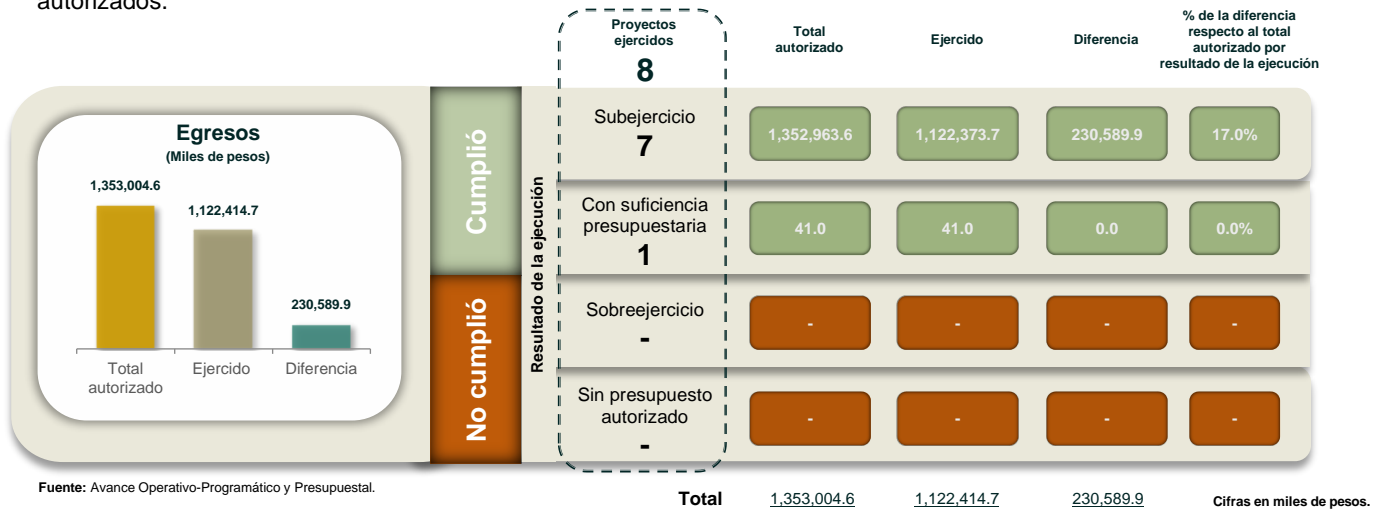 autorizados.
Proyectos
ejercidos
8
Total
autorizado
Ejercido
Diferencia
% de la diferencia
respecto al total
autorizado por
resultado de la ejecución
Egresos
(Miles de pesos)
1,353,004.6
1,122,414.7
230,589.9
Total
autorizado
Ejercido
Diferencia
Cumplió
No cumplió
Resultado de la ejecución
Subejercicio
7
1,352,963.6
1,122,373.7
230,589.9
17.0%
Con suficiencia
presupuestaria
1
41.0
41.0
0.0
0.0%
Sobreejercicio
-
-
-
-
-
Sin presupuesto
autorizado
-
-
-
-
-
Fuente: Avance Operativo-Programático y Presupuestal.
Total
1,353,004.6
1,122,414.7
230,589.9
Cifras en miles de pesos.